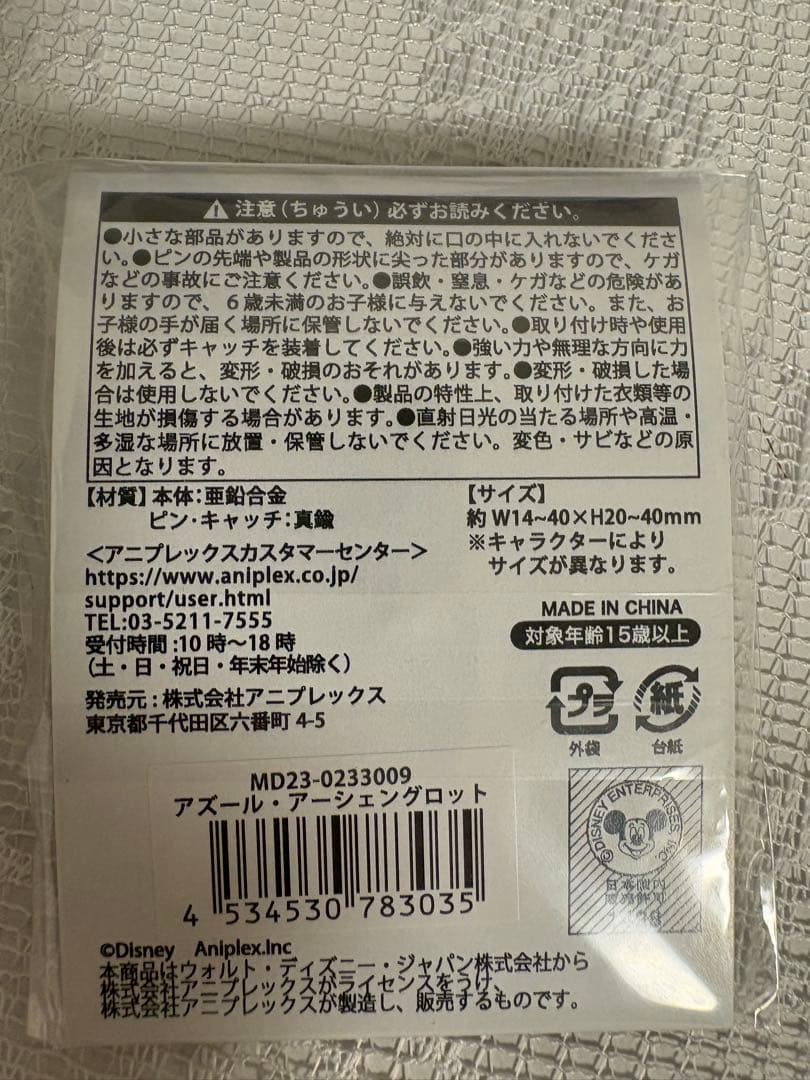 注意（ちゅうい）必ずお読みください。
●小さな部品がありますので、絶対に口の中に入れないでくださ
い。●ピンの先端や製品の形状に尖った部分がありますので、ケガ
などの事故にご注意ください。●誤飲・窒息・ケガなどの危険があ
りますので、６歳未満のお子様に与えないでください。また、お
子様の手が届く場所に保管しないでください。●取り付け時や使用
後は必ずキャッチを装着してください。●強い力や無理な方向に力
を加えると、変形・破損のおそれがあります。●変形・破損した場
合は使用しないでください。●製品の特性上、取り付けた衣類等の
生地が損傷する場合があります。●直射日光の当たる場所や高温・
多湿な場所に放置・保管しないでください。変色・サビなどの原
因となります。
【材質】本体：亜鉛合金
ピン・キャッチ：真鍮
【サイズ】
約 W14~40×H20~40mm
※キャラクターにより
サイズが異なります。
＜アニプレックスカスタマーセンター＞
https://www.aniplex.co.jp/
support/user.html
TEL:03-5211-7555
受付時間：10時〜18時
（土・日・祝日・年末年始除く）
発売元：株式会社アニプレックス
東京都千代田区六番町 4-5
MADE IN CHINA
対象年齢15歳以上
プラ
外袋
紙
台紙
MD23-0233009
アズール・アーシェングロット
4 534530 783035
©DISNEY ENTERPRISES, INC.
©Disney Aniplex.Inc
本商品はウォルト・ディズニー・ジャパン株式会社から
株式会社アニプレックスがライセンスをうけ、
株式会社アニプレックスが製造し、販売するものです。